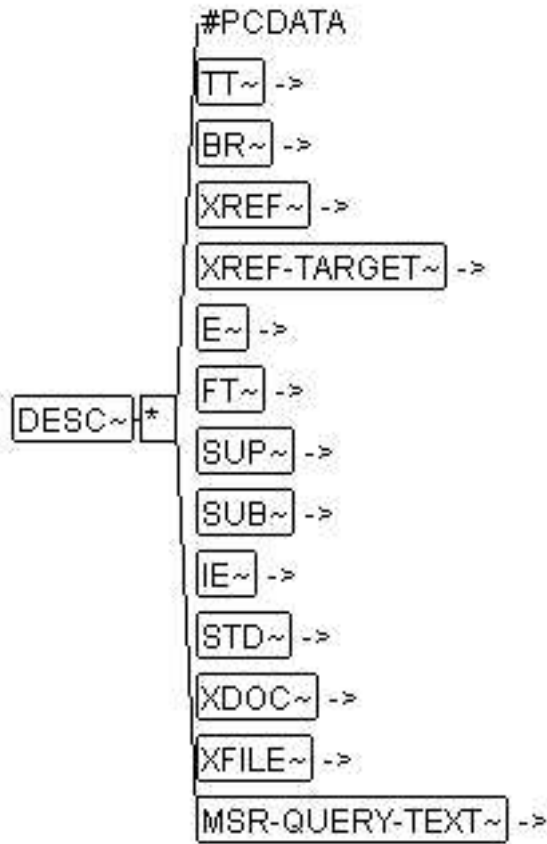 #PCDATA
TT~ ->
BR~ ->
XREF~ ->
XREF-TARGET~ ->
E~ ->
FT~ ->
DESC~ *
SUP~ ->
SUB~ ->
IE~ ->
STD~ ->
XDOC~ ->
XFILE~ ->
MSR-QUERY-TEXT~ ->